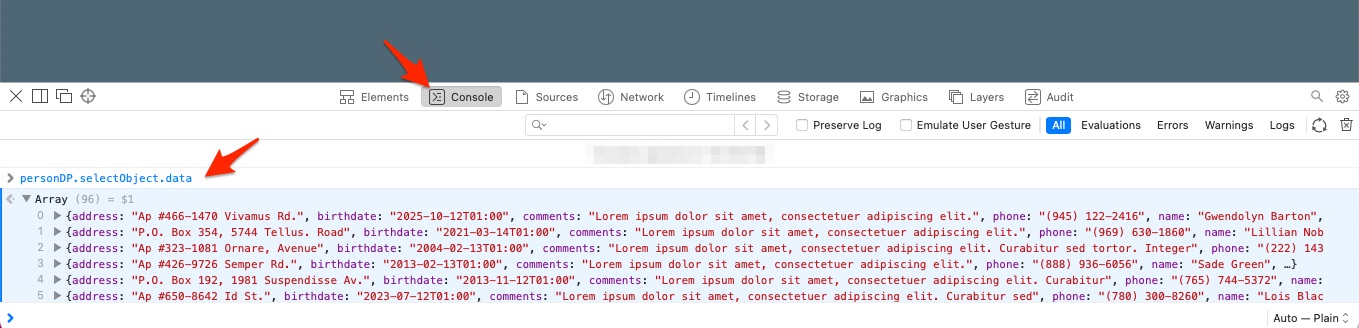 Elements Console Sources Network Timelines Storage Graphics Layers Audit
Preserve Log Emulate User Gesture All Evaluations Errors Warnings Logs
personDP.selectObject.data
Array (96) = $1
0 {address: "Ap #466-1470 Vivamus Rd.", birthdate: "2025-10-12T01:00", comments: "Lorem ipsum dolor sit amet, consectetuer adipiscing elit.", phone: "(945) 122-2416", name: "Gwendolyn Barton",
1 {address: "P.O. Box 354, 5744 Tellus. Road", birthdate: "2021-03-14T01:00", comments: "Lorem ipsum dolor sit amet, consectetuer adipiscing elit.", phone: "(969) 630-1860", name: "Lillian Nob
2 {address: "Ap #323-1081 Ornare, Avenue", birthdate: "2004-02-13T01:00", comments: "Lorem ipsum dolor sit amet, consectetuer adipiscing elit. Curabitur sed tortor. Integer", phone: "(222) 143
3 {address: "Ap #426-9726 Semper Rd.", birthdate: "2013-02-13T01:00", comments: "Lorem ipsum dolor sit amet, consectetuer adipiscing elit.", phone: "(888) 936-6056", name: "Sade Green", …}
4 {address: "P.O. Box 192, 1981 Suspendisse Av.", birthdate: "2013-11-12T01:00", comments: "Lorem ipsum dolor sit amet, consectetuer adipiscing elit. Curabitur", phone: "(765) 744-5372", name:
5 {address: "Ap #650-8642 Id St.", birthdate: "2023-07-12T01:00", comments: "Lorem ipsum dolor sit amet, consectetuer adipiscing elit. Curabitur sed", phone: "(780) 300-8260", name: "Lois Blac
Auto — Plain